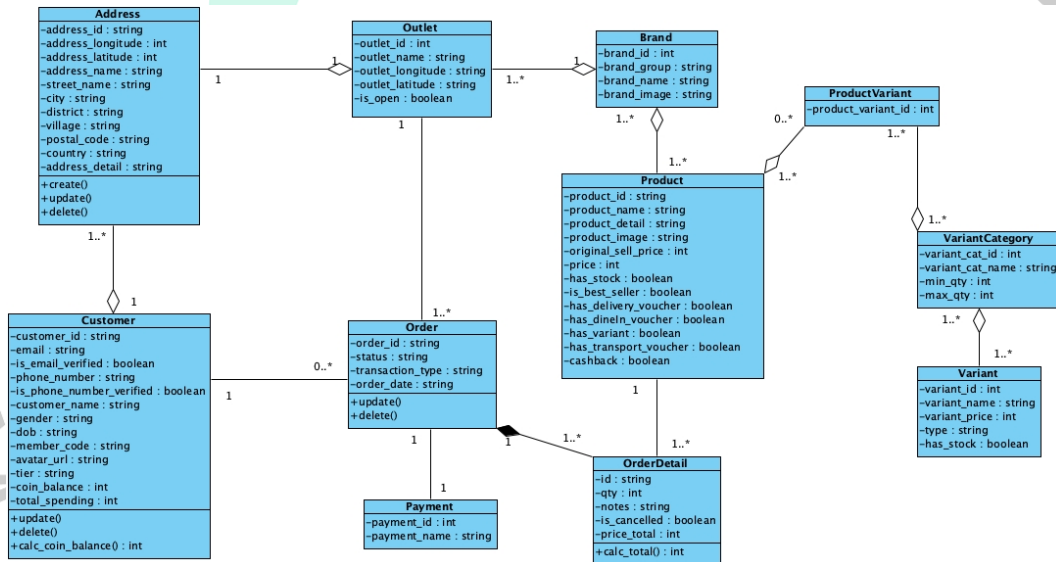 Address
-address_id : string
-address_longitude : int
-address_latitude : int
-address_name : string
-street_name : string
-city : string
-district : string
-village : string
-postal_code : string
-country : string
-address_detail : string
+create()
+update()
+delete()
1
1
Outlet
-outlet_id : int
-outlet_name : string
-outlet_longitude : string
-outlet_latitude : string
-is_open : boolean
1..*
1
Brand
-brand_id : int
-brand_group : string
-brand_name : string
-brand_image : string
1..*
1..*
ProductVariant
-product_variant_id : int
0..*
1..*
1..*
1..*
Product
-product_id : string
-product_name : string
-product_detail : string
-product_image : string
-original_sell_price : int
-price : int
-has_stock : boolean
-is_best_seller : boolean
-has_delivery_voucher : boolean
-has_dineIn_voucher : boolean
-has_variant : boolean
-has_transport_voucher : boolean
-cashback : boolean
VariantCategory
-variant_cat_id : int
-variant_cat_name : string
-min_qty : int
-max_qty : int
1..*
1..*
Variant
-variant_id : int
-variant_name : string
-variant_price : int
-type : string
-has_stock : boolean
1..*
1
Customer
-customer_id : string
-email : string
-is_email_verified : boolean
-phone_number : string
-is_phone_number_verified : boolean
-customer_name : string
-gender : string
-dob : string
-member_code : string
-avatar_url : string
-tier : string
-coin_balance : int
-total_spending : int
+update()
+delete()
+calc_coin_balance() : int
1
0..*
1
1..*
Order
-order_id : string
-status : string
-transaction_type : string
-order_date : string
+update()
+delete()
1
1
Payment
-payment_id : int
-payment_name : string
1
1..*
1
1..*
OrderDetail
-id : string
-qty : int
-notes : string
-is_cancelled : boolean
-price_total : int
+calc_total() : int